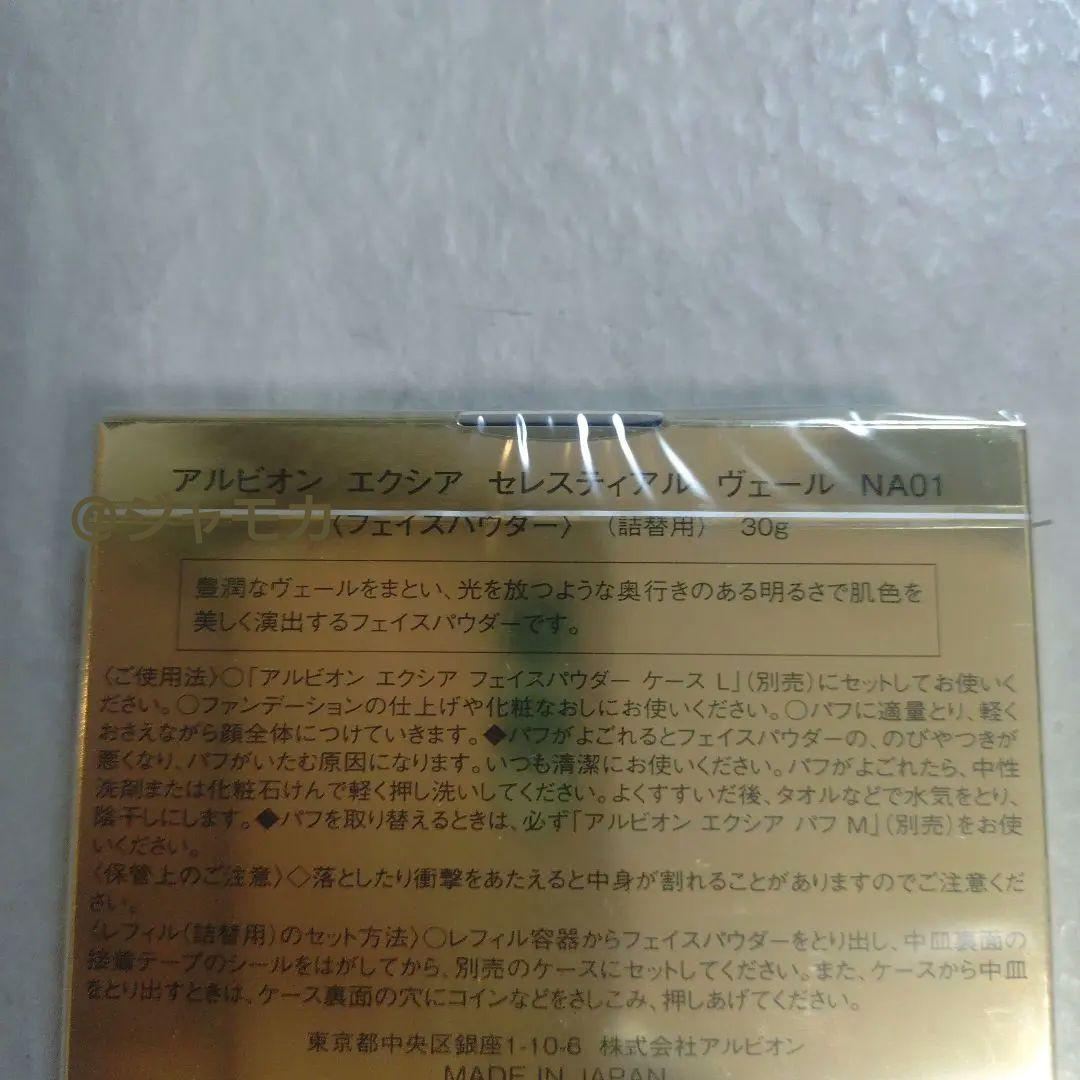 アルビオン エクシア セレスティアル ヴェール NA01
@ジャモカ
〈フェイスパウダー〉 (詰替用) 30g
豊潤なヴェールをまとい、光を放つような奥行きのある明るさで肌色を
美しく演出するフェイスパウダーです。
〈ご使用法〉○「アルビオン エクシア フェイスパウダー ケース L」(別売)にセットしてお使いく
ださい。○ファンデーションの仕上げや化粧なおしにお使いください。○パフに適量とり、軽く
おさえながら顔全体につけていきます。◆パフがよごれるとフェイスパウダーの、のびやつきが
悪くなり、パフがいたむ原因になります。いつも清潔にお使いください。パフがよごれたら、中性
洗剤または化粧石けんで軽く押し洗いしてください。よくすすいだ後、タオルなどで水気をとり、
陰干しにします。◆パフを取り替えるときは、必ず「アルビオン エクシア パフ M」(別売)をお使
いください。
〈保管上のご注意〉◇落としたり衝撃をあたえると中身が割れることがありますのでご注意くだ
さい。
〈レフィル(詰替用)のセット方法〉○レフィル容器からフェイスパウダーをとり出し、中皿裏面の
接着テープのシールをはがしてから、別売のケースにセットしてください。また、ケースから中皿
をとり出すときは、ケース裏面の穴にコインなどをさしこみ、押しあげてください。
東京都中央区銀座1-10-6 株式会社アルビオン
MADE IN JAPAN